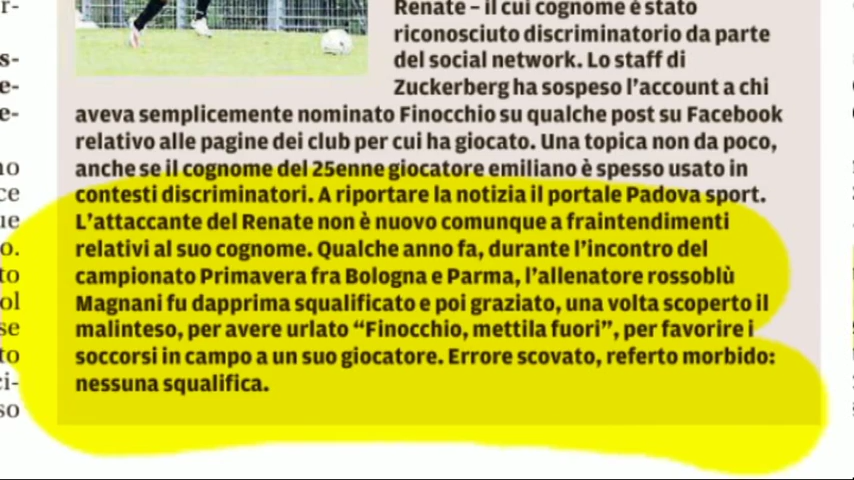 Renate – il cui cognome è stato
riconosciuto discriminatorio da parte
del social network. Lo staff di
Zuckerberg ha sospeso l'account a chi
aveva semplicemente nominato Finocchio su qualche post su Facebook
relativo alle pagine dei club per cui ha giocato. Una topica non da poco,
anche se il cognome del 25enne giocatore emiliano è spesso usato in
contesti discriminatori. A riportare la notizia il portale Padova sport.
L'attaccante del Renate non è nuovo comunque a fraintendimenti
relativi al suo cognome. Qualche anno fa, durante l'incontro del
campionato Primavera fra Bologna e Parma, l'allenatore rossoblù
Magnani fu dapprima squalificato e poi graziato, una volta scoperto il
malinteso, per avere urlato “Finocchio, mettila fuori”, per favorire i
soccorsi in campo a un suo giocatore. Errore scovato, referto morbido:
nessuna squalifica.